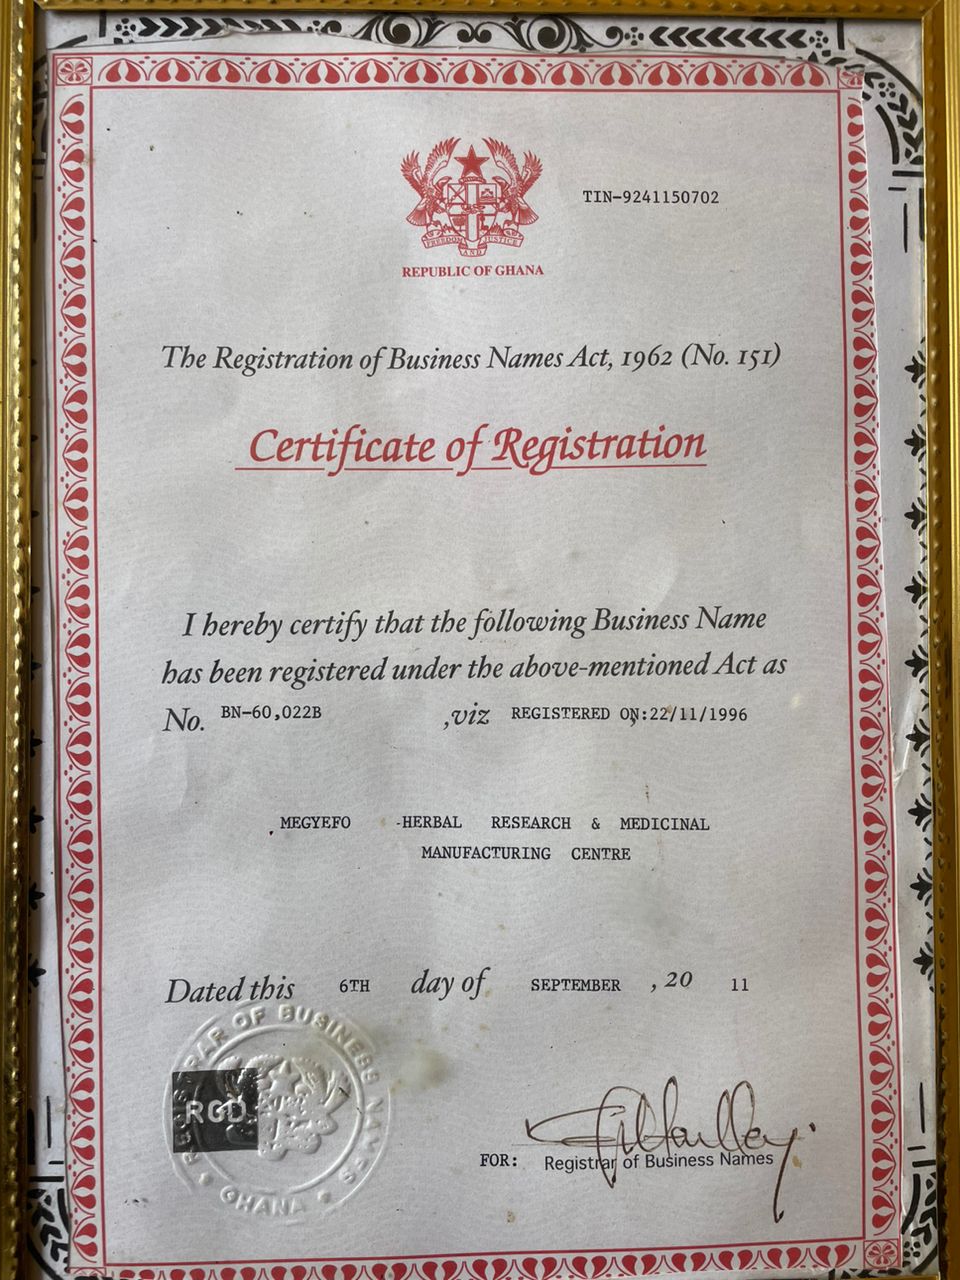 TIN-9241150702
FREEDOM AND JUSTICE
REPUBLIC OF GHANA
The Registration of Business Names Act, 1962 (No. 151)
Certificate of Registration
I hereby certify that the following Business Name
has been registered under the above-mentioned Act as
No. BN-60,022B ,viz REGISTERED ON:22/11/1996
MEGYEFO -HERBAL RESEARCH & MEDICINAL
MANUFACTURING CENTRE
Dated this 6TH day of SEPTEMBER , 20 11
REGISTRAR OF BUSINESS NAMES
RGD
GHANA
FOR: Registrar of Business Names